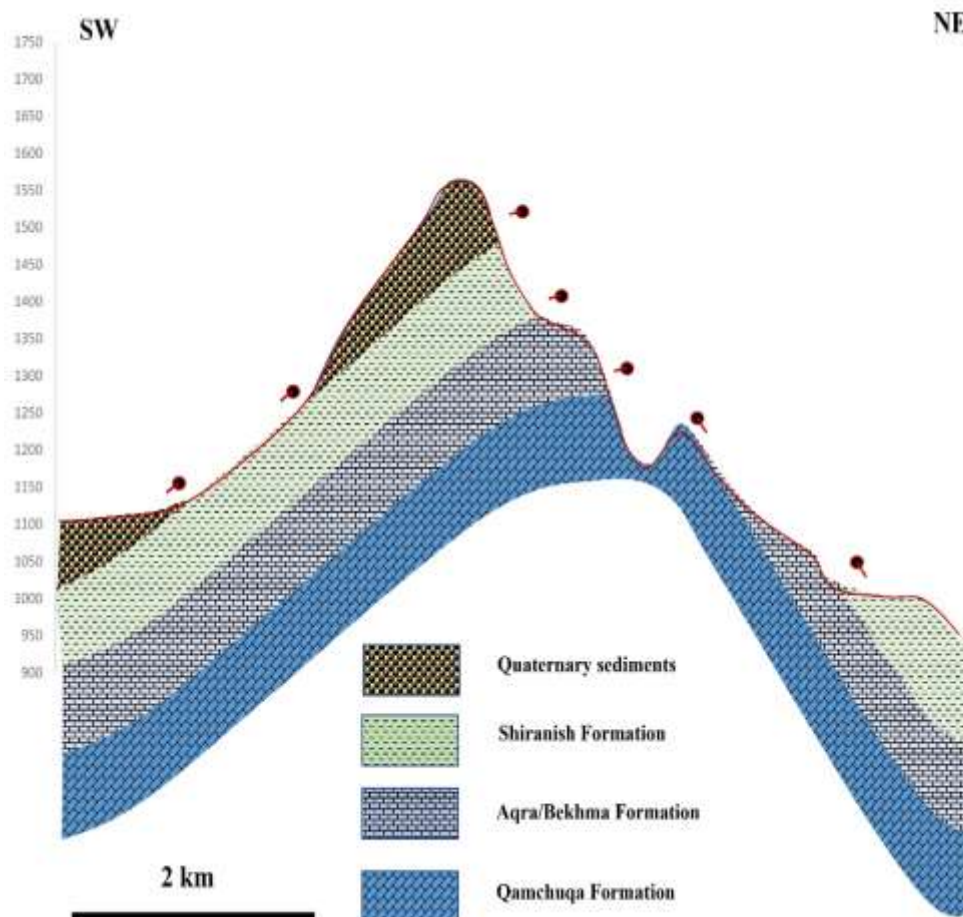 SW
NE
1750
1700
1650
1600
1550
1500
1450
1400
1350
1300
1250
1200
1150
1100
1050
1000
950
900
Quaternary sediments
Shiranish Formation
Aqra/Bekhma Formation
Qamchuqa Formation
2 km